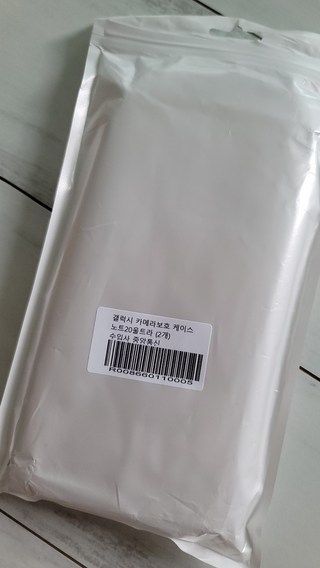 갤럭시 카메라보호 케이스
노트20울트라 (2개)
수입사 중앙통신
R008660110005